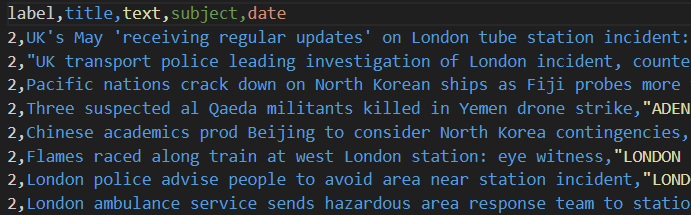 label,title,text,subject,date
2,UK's May 'receiving regular updates' on London tube station incident:
2,"UK transport police leading investigation of London incident, counte
2,Pacific nations crack down on North Korean ships as Fiji probes more
2,Three suspected al Qaeda militants killed in Yemen drone strike,"ADEN
2,Chinese academics prod Beijing to consider North Korea contingencies,
2,Flames raced along train at west London station: eye witness,"LONDON
2,London police advise people to avoid area near station incident,"LOND
2,London ambulance service sends hazardous area response team to statio